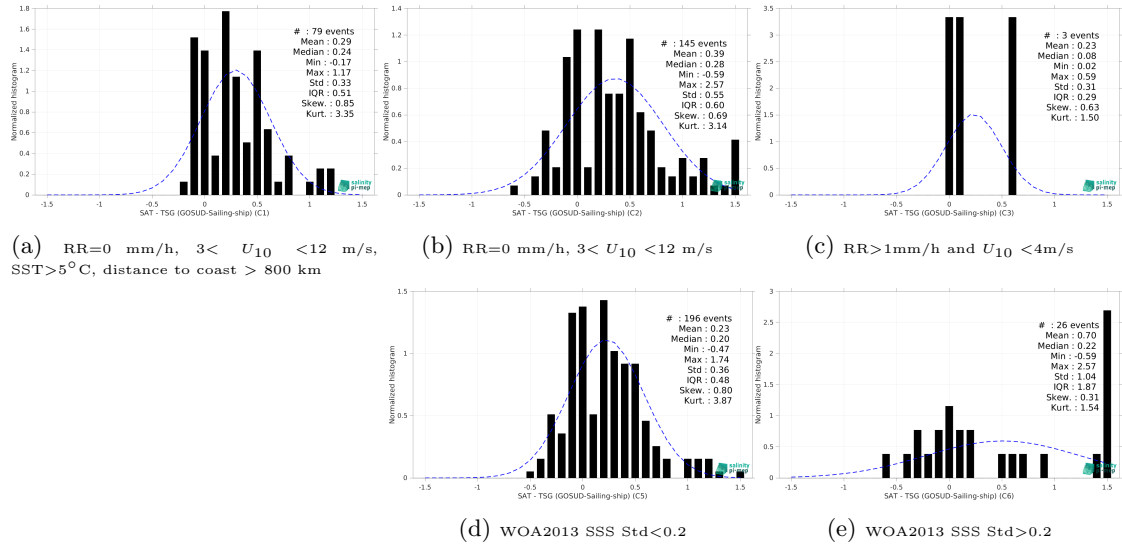 1.8
1.6
1.4
1.2
1.0
0.8
0.6
0.4
0.2
0
Normalized histogram
-1.5
-1
-0.5
0
0.5
1
1.5
SAT - TSG (GOSUD-Sailing-ship) (C1)
# : 79 events
Mean : 0.29
Median : 0.24
Min : -0.17
Max : 1.17
Std : 0.33
IQR : 0.51
Skew. : 0.85
Kurt. : 3.35
salinity
pi-mep
(a) RR=0 mm/h, 3< U10 <12 m/s,
SST>5°C, distance to coast > 800 km
1.4
1.2
1.0
0.8
0.6
0.4
0.2
0
Normalized histogram
-1.5
-1
-0.5
0
0.5
1
1.5
SAT - TSG (GOSUD-Sailing-ship) (C2)
# : 145 events
Mean : 0.39
Median : 0.28
Min : -0.59
Max : 2.57
Std : 0.55
IQR : 0.60
Skew. : 0.69
Kurt. : 3.14
salinity
pi-mep
(b) RR=0 mm/h, 3< U10 <12 m/s
3.5
3
2.5
2
1.5
1
0.5
0
Normalized histogram
-1.5
-1
-0.5
0
0.5
1
1.5
SAT - TSG (GOSUD-Sailing-ship) (C3)
# : 3 events
Mean : 0.23
Median : 0.08
Min : 0.02
Max : 0.59
Std : 0.31
IQR : 0.29
Skew. : 0.63
Kurt. : 1.50
salinity
pi-mep
(c) RR>1mm/h and U10 <4m/s
1.5
1
0.5
0
Normalized histogram
-1.5
-1
-0.5
0
0.5
1
1.5
SAT - TSG (GOSUD-Sailing-ship) (C5)
# : 196 events
Mean : 0.23
Median : 0.20
Min : -0.47
Max : 1.74
Std : 0.36
IQR : 0.48
Skew. : 0.80
Kurt. : 3.87
salinity
pi-mep
(d) WOA2013 SSS Std<0.2
3
2.5
2
1.5
1
0.5
0
Normalized histogram
-1.5
-1
-0.5
0
0.5
1
1.5
SAT - TSG (GOSUD-Sailing-ship) (C6)
# : 26 events
Mean : 0.70
Median : 0.22
Min : -0.59
Max : 2.57
Std : 1.04
IQR : 1.87
Skew. : 0.31
Kurt. : 1.54
salinity
pi-mep
(e) WOA2013 SSS Std>0.2